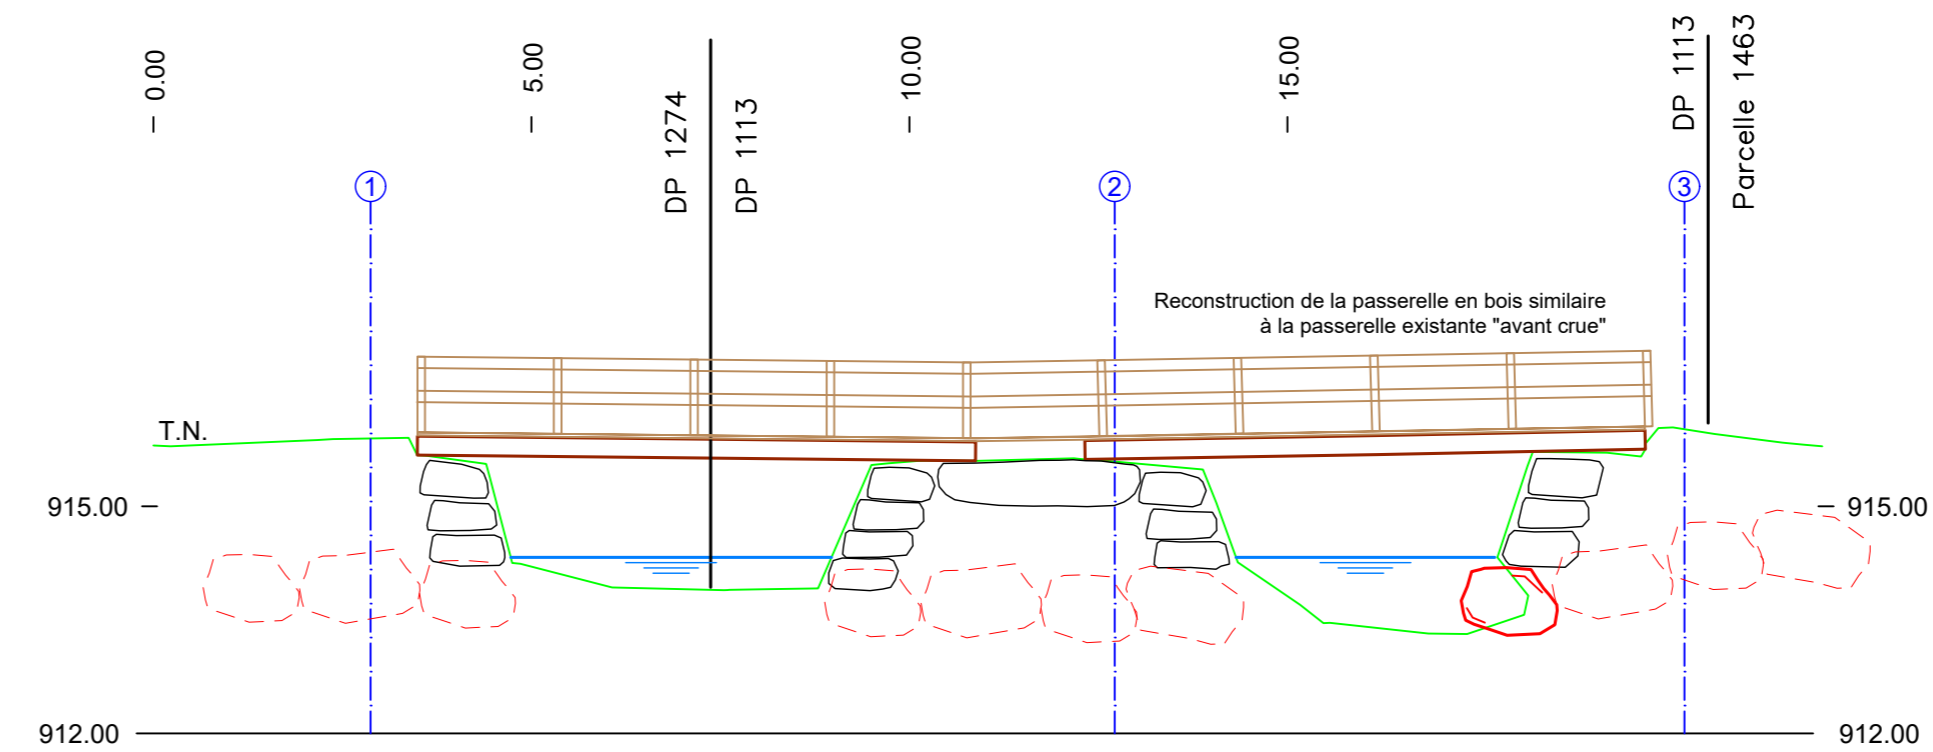 0.00
5.00
10.00
15.00
DP 1274
DP 1113
DP 1113
Parcelle 1463
1
2
3
Reconstruction de la passerelle en bois similaire
à la passerelle existante "avant crue"
T.N.
915.00
915.00
912.00
912.00